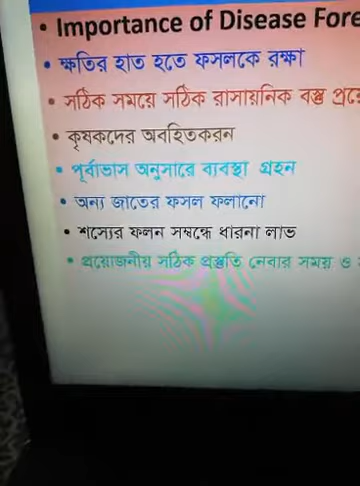 • Importance of Disease Fore
• ক্ষতির হাত হতে ফসলকে রক্ষা
• সঠিক সময়ে সঠিক রাসায়নিক বস্তু প্রয়ে
• কৃষকদের অবহিতকরন
• পূর্বাভাস অনুসারে ব্যবস্থা গ্রহন
• অন্য জাতের ফসল ফলানো
• শস্যের ফলন সম্বন্ধে ধারনা লাভ
• প্রয়োজনীয় সঠিক প্রস্তুতি নেবার সময় ও